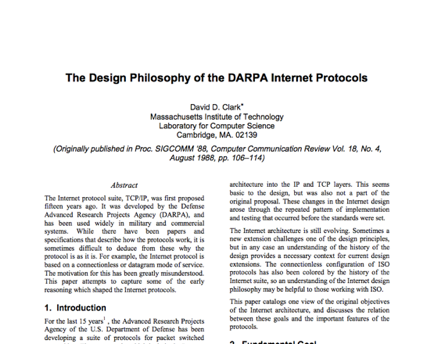 The Design Philosophy of the DARPA Internet Protocols
David D. Clark*
Massachusetts Institute of Technology
Laboratory for Computer Science
Cambridge, MA. 02139
(Originally published in Proc. SIGCOMM '88, Computer Communication Review Vol. 18, No. 4,
August 1988, pp. 106–114)
Abstract
The Internet protocol suite, TCP/IP, was first proposed
fifteen years ago. It was developed by the Defense
Advanced Research Projects Agency (DARPA), and
has been used widely in military and commercial
systems. While there have been papers and
specifications that describe how the protocols work, it is
sometimes difficult to deduce from these why the
protocol is as it is. For example, the Internet protocol is
based on a connectionless or datagram mode of service.
The motivation for this has been greatly misunderstood.
This paper attempts to capture some of the early
reasoning which shaped the Internet protocols.
1. Introduction
For the last 15 years1, the Advanced Research Projects
Agency of the U.S. Department of Defense has been
developing a suite of protocols for packet switched
architecture into the IP and TCP layers. This seems
basic to the design, but was also not a part of the
original proposal. These changes in the Internet design
arose through the repeated pattern of implementation
and testing that occurred before the standards were set.
The Internet architecture is still evolving. Sometimes a
new extension challenges one of the design principles,
but in any case an understanding of the history of the
design provides a necessary context for current design
extensions. The connectionless configuration of ISO
protocols has also been colored by the history of the
Internet suite, so an understanding of the Internet design
philosophy may be helpful to those working with ISO.
This paper catalogs one view of the original objectives
of the Internet architecture, and discusses the relation
between these goals and the important features of the
protocols.
2. Fundamental Goal